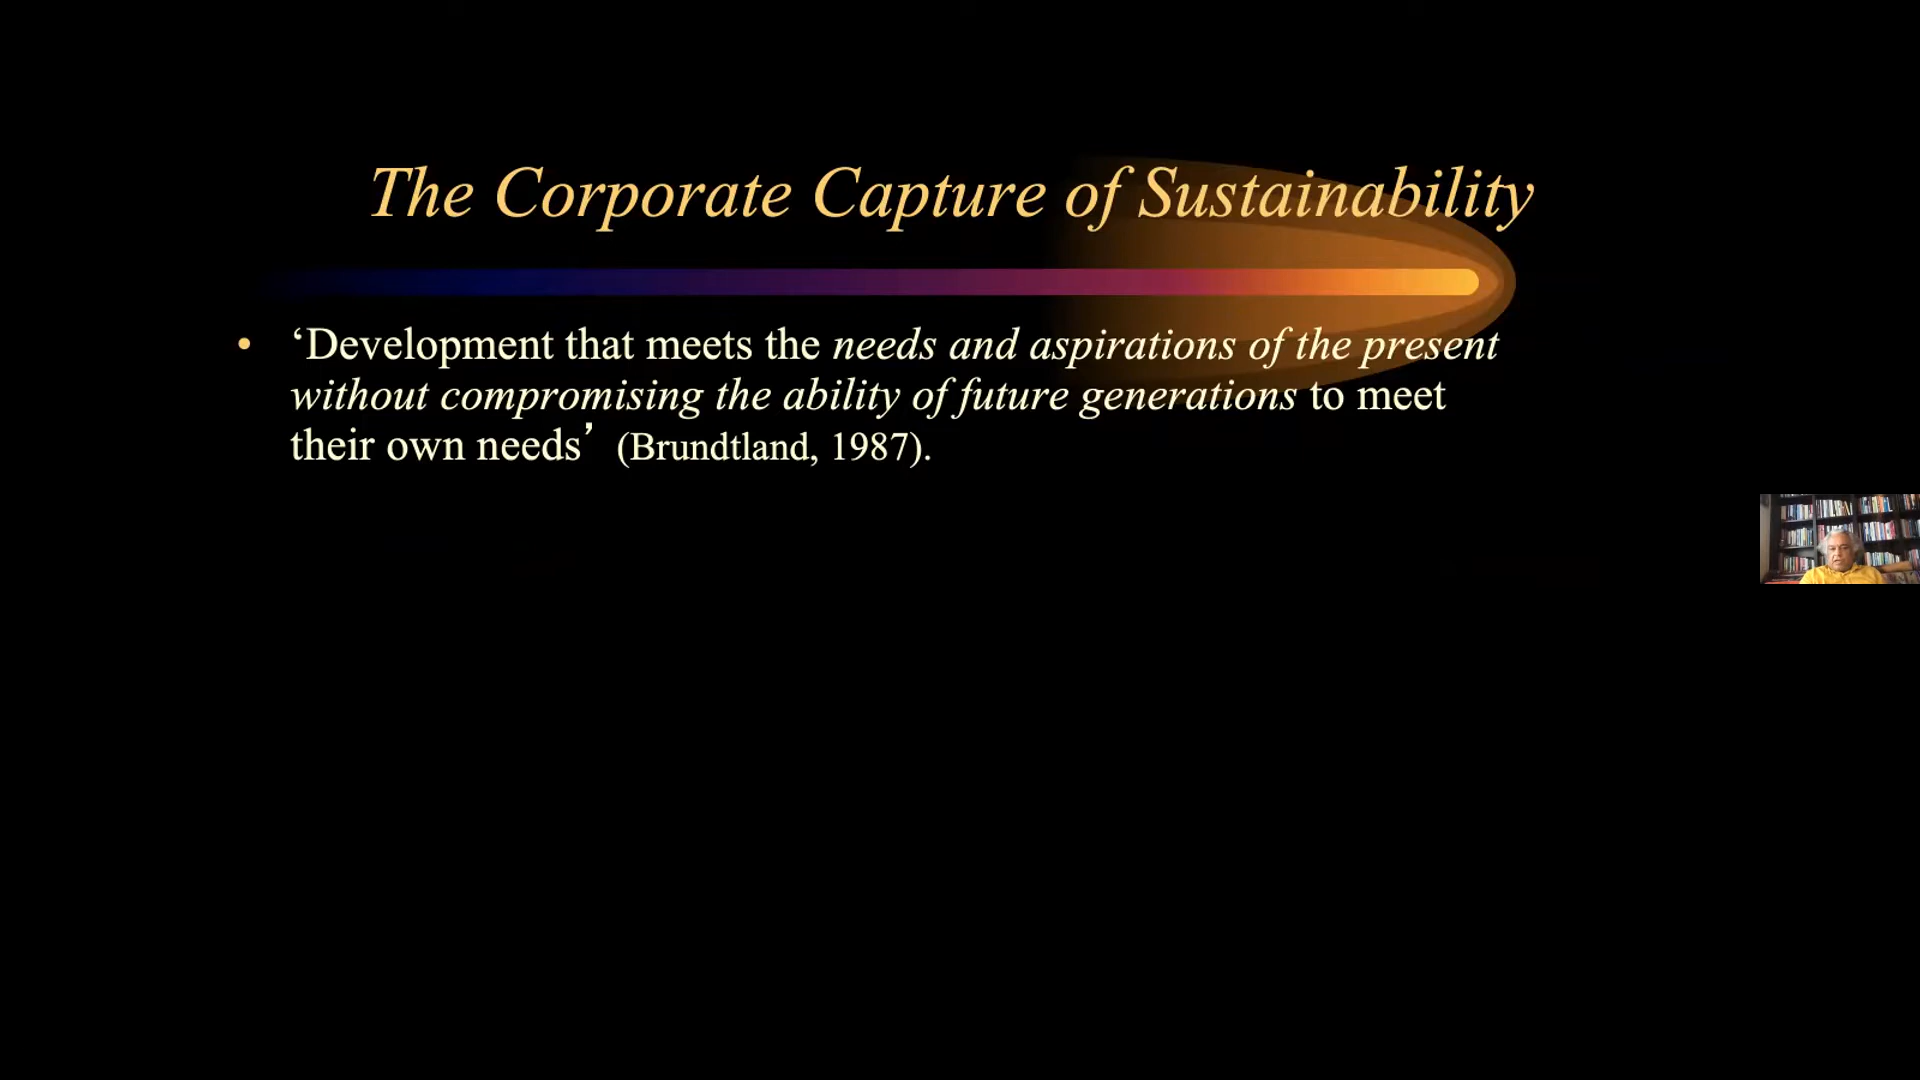 The Corporate Capture of Sustainability
• ‘Development that meets the needs and aspirations of the present
without compromising the ability of future generations to meet
their own needs’ (Brundtland, 1987).